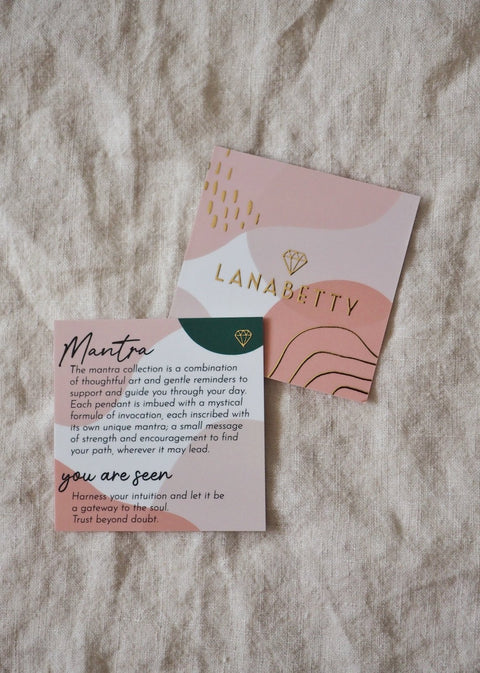 LANABETTY
Mantra
The mantra collection is a combination
of thoughtful art and gentle reminders to
support and guide you through your day.
Each pendant is imbued with a mystical
formula of invocation, each inscribed with
its own unique mantra; a small message
of strength and encouragement to find
your path, wherever it may lead.
you are seen
Harness your intuition and let it be
a gateway to the soul.
Trust beyond doubt.